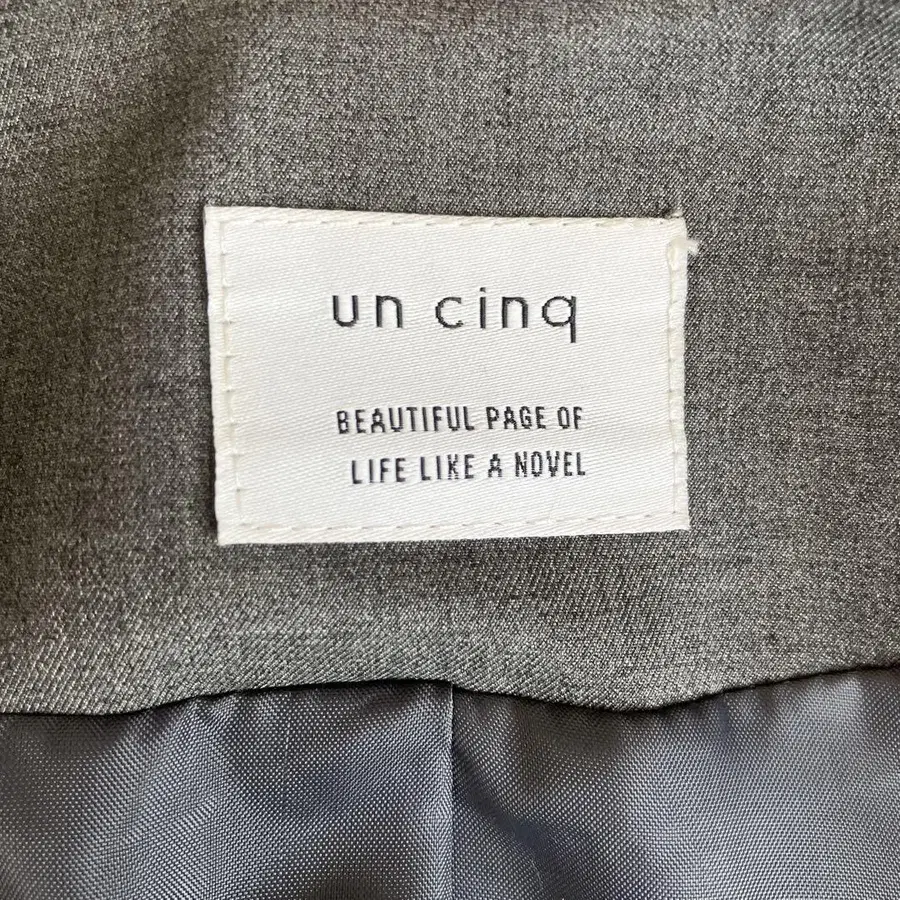 un cinq
BEAUTIFUL PAGE OF
LIFE LIKE A NOVEL